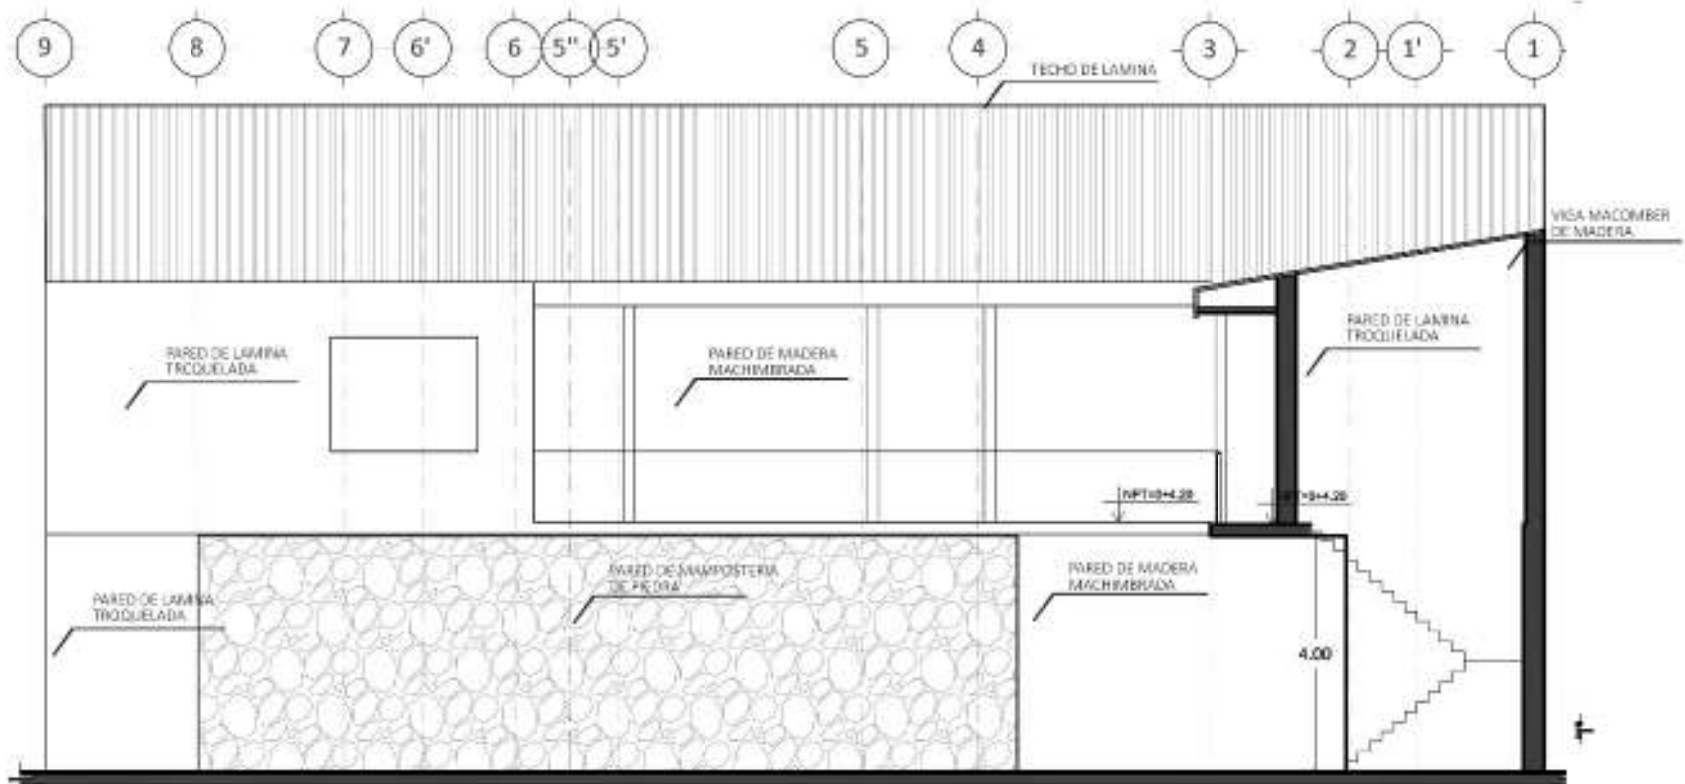 9 8 7 6' 6 5'' 5' 5 4 3 2 1' 1
TECHO DE LAMINA
VIGA MACOMBER
DE MADERA
PARED DE LAMINA
TROQUELADA
PARED DE MADERA
MACHIMBRADA
PARED DE LAMINA
TROQUELADA
NPT=0+4.20
NPT=0+4.20
PARED DE MAMPOSTERIA
DE PIEDRA
PARED DE MADERA
MACHIMBRADA
PARED DE LAMINA
TROQUELADA
4.00